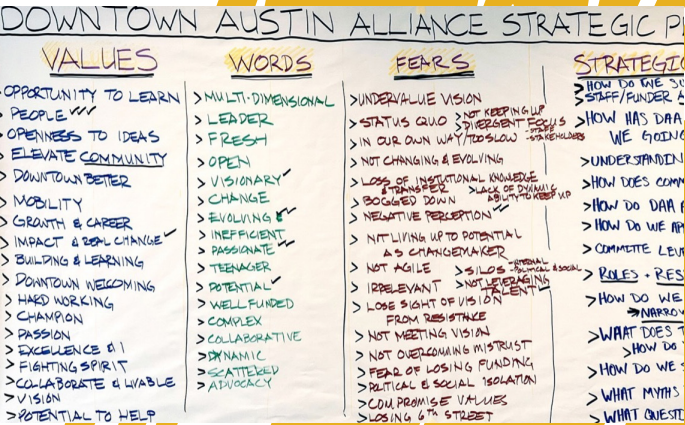 DOWNTOWN AUSTIN ALLIANCE STRATEGIC
VALUES
> OPPORTUNITY TO LEARN
> PEOPLE ✓✓✓
> OPENNESS TO IDEAS
> ELEVATE COMMUNITY
> DOWNTOWN BETTER
> MOBILITY
> GROWTH & CAREER
> IMPACT & REAL CHANGE ✓
> BUILDING & LEARNING
> DOWNTOWN WELCOMING
> HARD WORKING
> CHAMPION
> PASSION
> EXCELLENCE
> FIGHTING SPIRIT
> COLLABORATE & LIVABLE
> VISION
> POTENTIAL TO HELP
WORDS
> MULTI-DIMENSIONAL
> LEADER
> FRESH
> OPEN
> VISIONARY ✓
> CHANGE
> EVOLVING ✓✓
> INEFFICIENT
> PASSIONATE ✓✓
> TEENAGER
> POTENTIAL ✓
> WELL FUNDED
> COMPLEX
> COLLABORATIVE
> DYNAMIC
> SCATTERED
> ADVOCACY
FEARS
> UNDERVALUE VISION
> STATUS QUO > NOT KEEPING UP
> DIVERGENT FOCUS
- STAFF
- STAKEHOLDERS
> IN OUR OWN WAY/TOO SLOW
> NOT CHANGING & EVOLVING
> LOSS OF INSTUTIONAL KNOWLEDGE
& TRANSFER
> LACK OF DYNAMIC
ABILITY TO KEEP UP
> BOGGED DOWN
> NEGATIVE PERCEPTION ✓✓
> NOT LIVING UP TO POTENTIAL
AS CHANGEMAKER
> NOT AGILE
> SILOS - INTERNAL
- POLITICAL & SOCIAL
> IRRELEVANT
> NOT LEVERAGING
TALENT ✓
> LOSE SIGHT OF VISION
FROM RESISTANCE
> NOT MEETING VISION
> NOT OVERCOMING MISTRUST
> FEAR OF LOSING FUNDING
> POLITICAL & SOCIAL ISOLATION
> COMPROMISE VALUES
> LOSING 6TH STREET
STRATEGIC
> HOW DO WE
> STAFF/FUNDER
> HOW HAS DAA
WE GOING
> UNDERSTANDIN
> HOW DOES COMM
> HOW DO DAA
> HOW DO WE
> COMMITTE LEV
> ROLES + RES
> HOW DO WE
NARROW
> WHAT DOES
> HOW DO
> HOW DO WE
> WHAT MYTHS
> WHAT QUEST